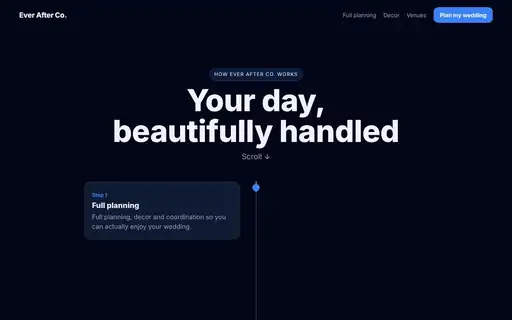 Ever After Co.
Full planning
Decor
Venues
Plan my wedding
HOW EVER AFTER CO. WORKS
Your day,
beautifully handled
Scroll ↓
Step 1
Full planning
Full planning, decor and coordination so you
can actually enjoy your wedding.